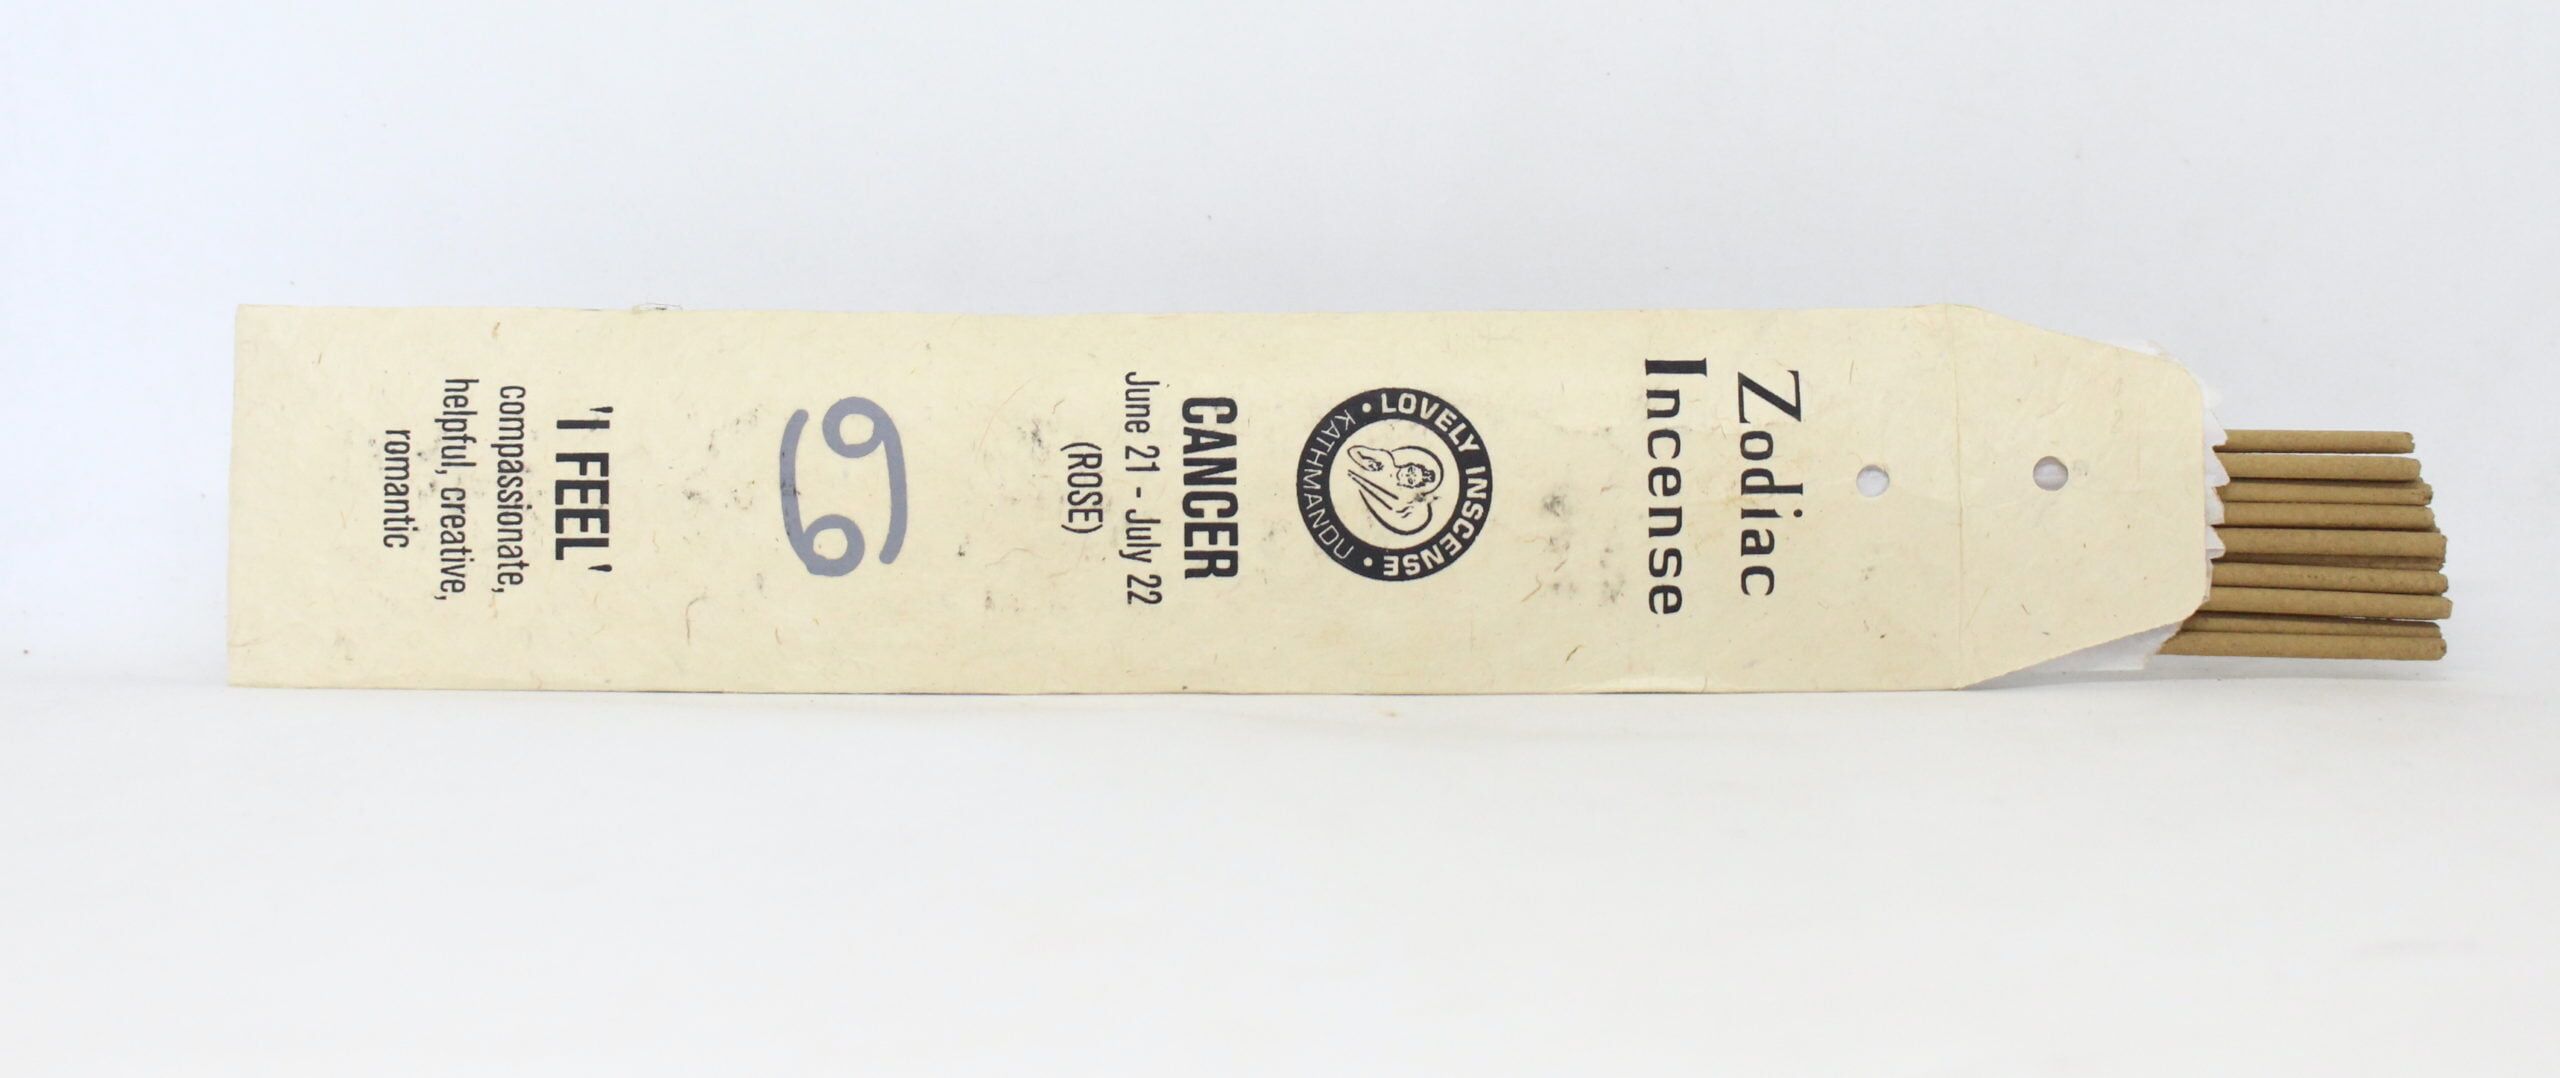 Zodiac
Incense
LOVELY INSCENSE
KATHMANDU
CANCER
June 21 - July 22
(ROSE)
'I FEEL'
compassionate,
helpful, creative,
romantic